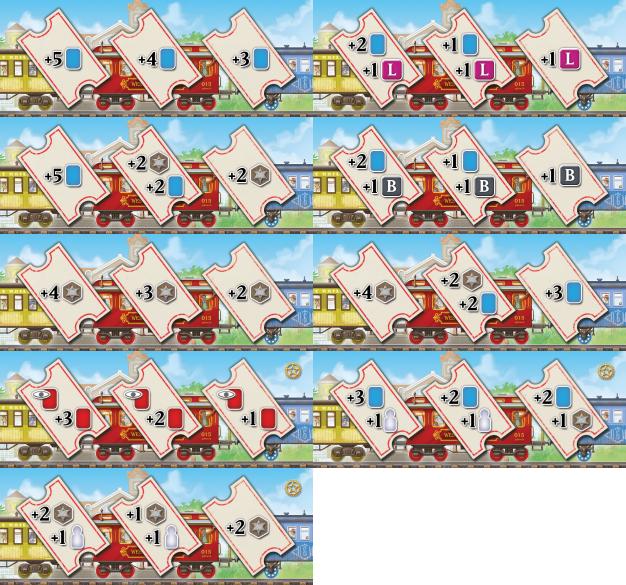 +5 +4 +3
+2 +1 +1
+1 L +1 L L
+5 +2 +2
+2
+2 +1 +1 B
+1 B +1 B
+4 +3 +2
+4 +2 +3
+2
+3 +2 +1
+3 +2 +2
+1 +1 +1
+2 +1 +2
+1 +1